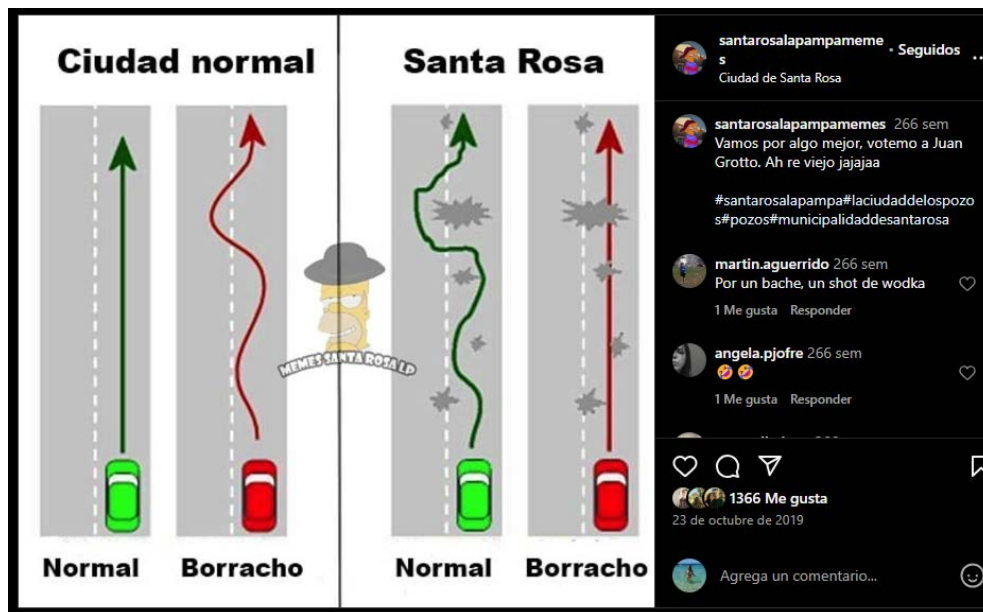 Ciudad normal
Santa Rosa
Normal
Borracho
Normal
Borracho
MEMES SANTA ROSA LP
santarosalapampameme
s
• Seguidos
Ciudad de Santa Rosa
santarosalapampamemes 266 sem
Vamos por algo mejor, votemo a Juan
Grotto. Ah re viejo jajajaa
#santarosalapampa#laciudaddelospozo
s#pozos#municipalidaddesantarosa
martin.aguerrido 266 sem
Por un bache, un shot de wodka
1 Me gusta Responder
angela.pjofre 266 sem
🤣🤣
1 Me gusta Responder
1366 Me gusta
23 de octubre de 2019
Agrega un comentario...